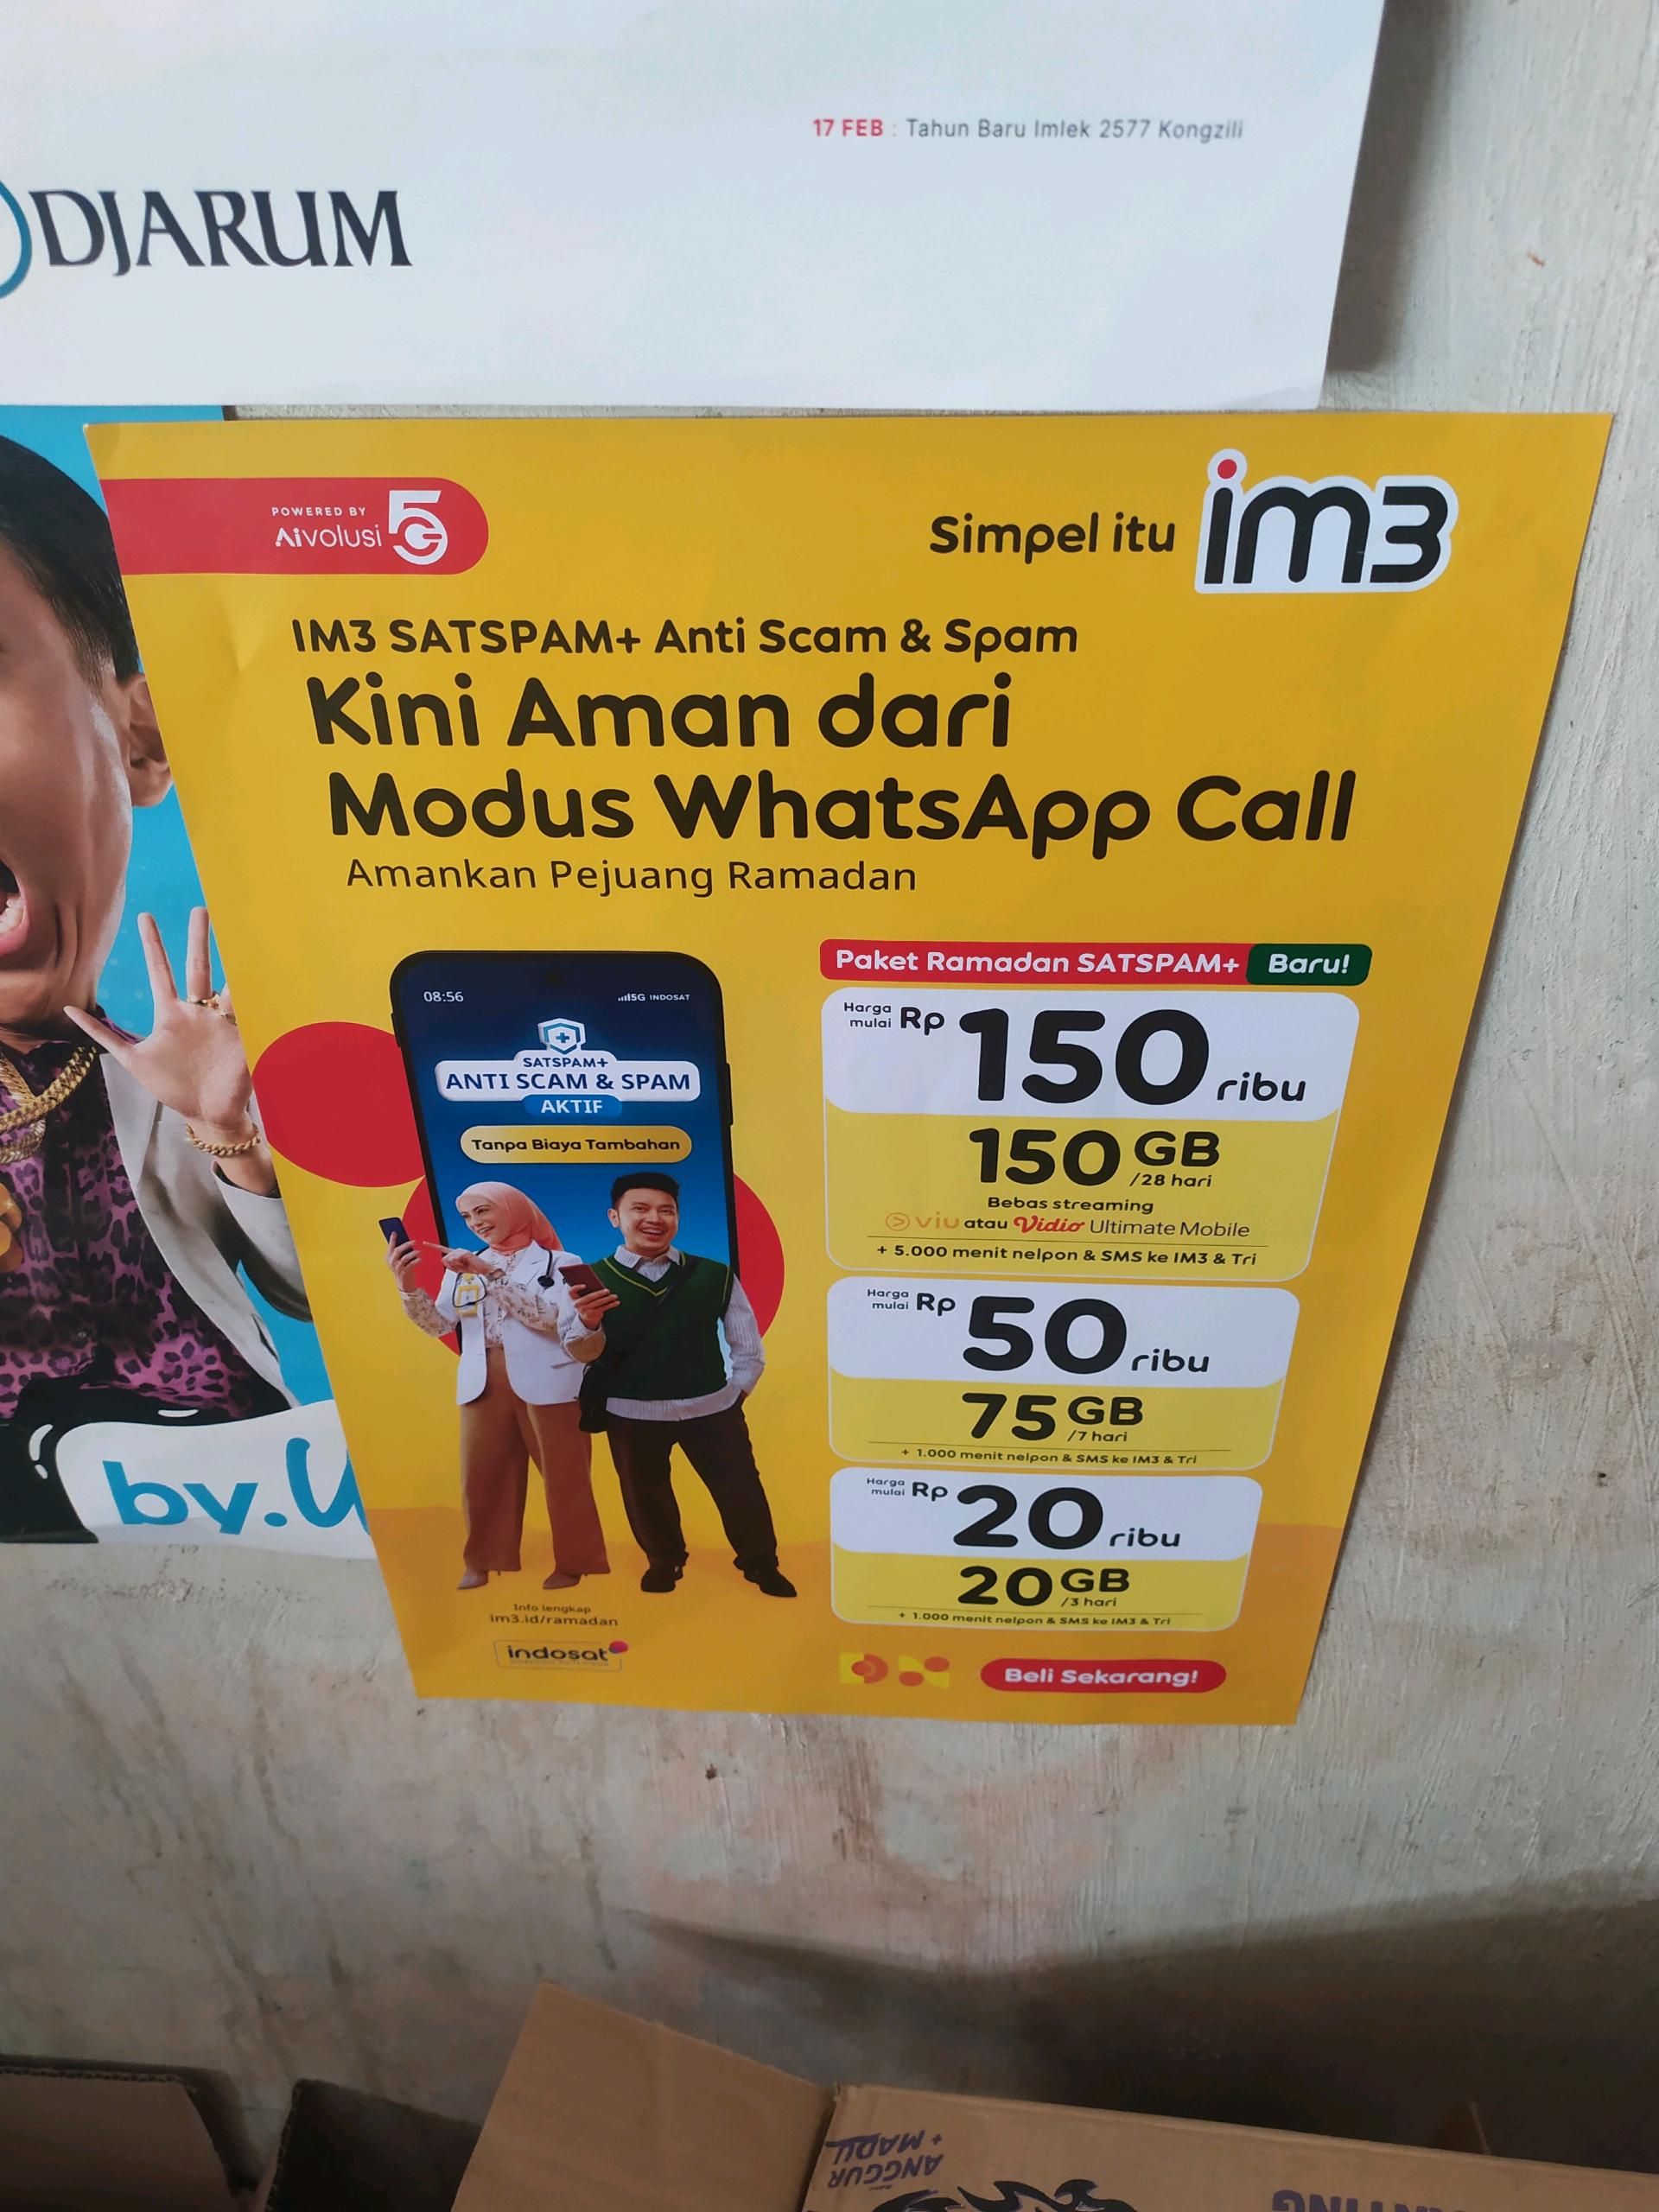 17 FEB : Tahun Baru Imlek 2577 Kongzili
DJARUM
POWERED BY
AIvolusi 5G
Simpel itu im3
IM3 SATSPAM+ Anti Scam & Spam
Kini Aman dari
Modus WhatsApp Call
Amankan Pejuang Ramadan
08:56
5G INDOSAT
SATSPAM+
ANTI SCAM & SPAM
AKTIF
Tanpa Biaya Tambahan
Paket Ramadan SATSPAM+ Baru!
Harga mulai Rp 150 ribu
150 GB /28 hari
Bebas streaming
viu atau Vidio Ultimate Mobile
+ 5.000 menit nelpon & SMS ke IM3 & Tri
Harga mulai Rp 50 ribu
75 GB /7 hari
+ 1.000 menit nelpon & SMS ke IM3 & Tri
Harga mulai Rp 20 ribu
20 GB /3 hari
+ 1.000 menit nelpon & SMS ke IM3 & Tri
Info lengkap
im3.id/ramadan
indosat
Beli Sekarang!
by.U
ANGGUR
+ MADU